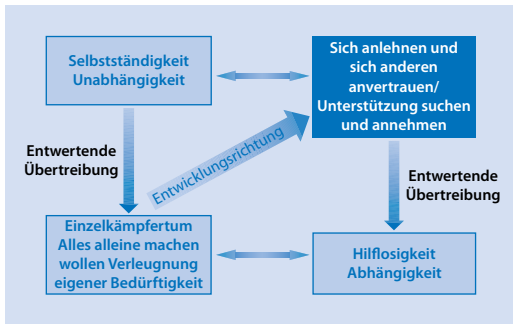 Selbstständigkeit
Unabhängigkeit
Sich anlehnen und
sich anderen
anvertrauen/
Unterstützung suchen
und annehmen
Entwertende
Übertreibung
Entwicklungsrichtung
Entwertende
Übertreibung
Einzelkämpfertum
Alles alleine machen
wollen Verleugnung
eigener Bedürftigkeit
Hilflosigkeit
Abhängigkeit